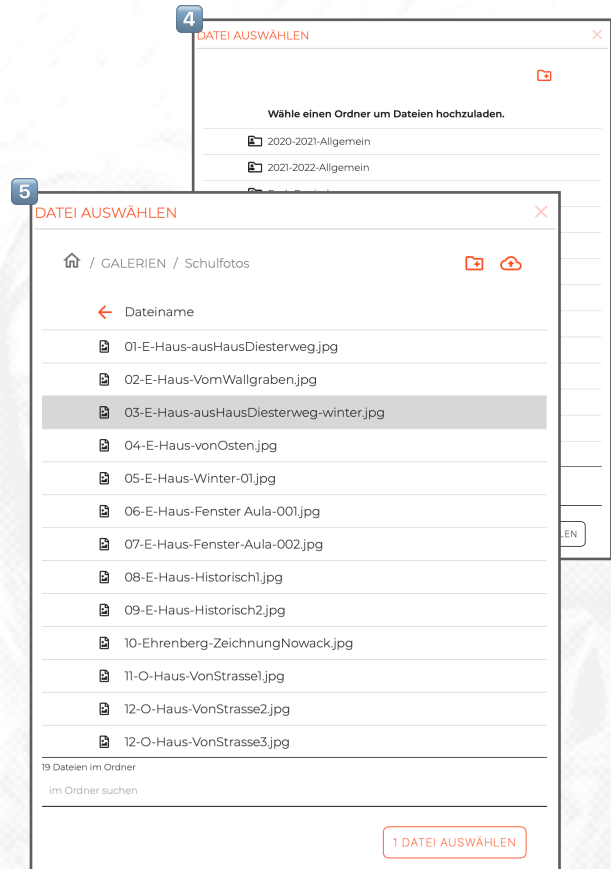 4
DATEI AUSWÄHLEN
Wähle einen Ordner um Dateien hochzuladen.
2020-2021-Allgemein
2021-2022-Allgemein
5
DATEI AUSWÄHLEN
/ GALERIEN / Schulfotos
Dateiname
01-E-Haus-ausHausDiesterweg.jpg
02-E-Haus-VomWallgraben.jpg
03-E-Haus-ausHausDiesterweg-winter.jpg
04-E-Haus-vonOsten.jpg
05-E-Haus-Winter-01.jpg
06-E-Haus-Fenster Aula-001.jpg
07-E-Haus-Fenster-Aula-002.jpg
08-E-Haus-Historisch1.jpg
09-E-Haus-Historisch2.jpg
10-Ehrenberg-ZeichnungNowack.jpg
11-O-Haus-VonStrasse1.jpg
12-O-Haus-VonStrasse2.jpg
12-O-Haus-VonStrasse3.jpg
19 Dateien im Ordner
im Ordner suchen
LEN
1 DATEI AUSWÄHLEN